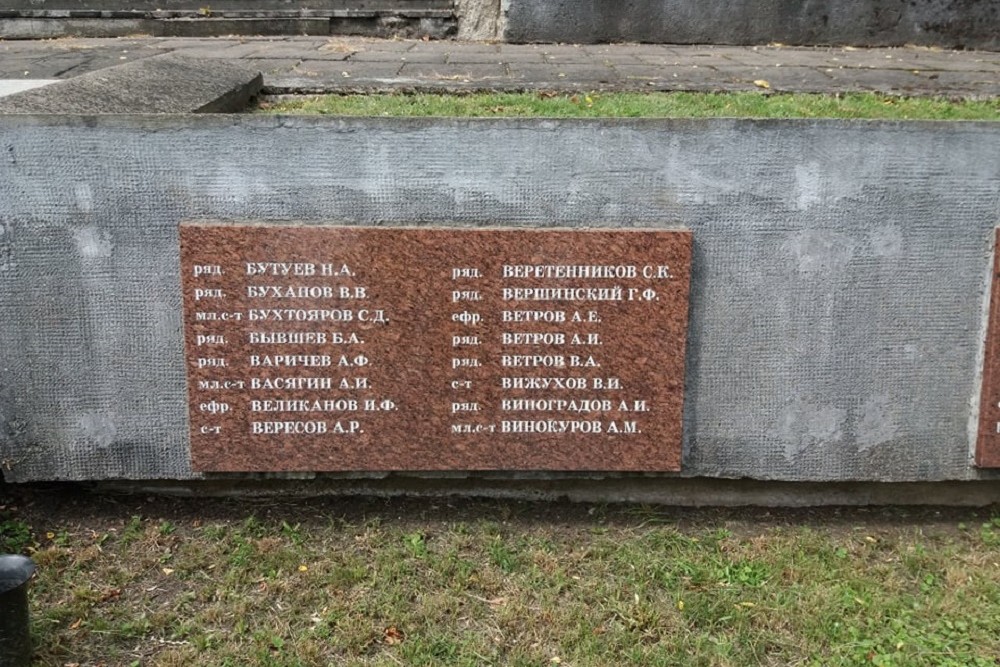 ряд. БУТУЕВ Н.А.
ряд. БУХАНОВ В.В.
мл.с-т БУХТОЯРОВ С.Д.
ряд. БЫВШЕВ Б.А.
ряд. ВАРИЧЕВ А.Ф.
мл.с-т ВАСЯГИН А.И.
ефр. ВЕЛИКАНОВ И.Ф.
с-т ВЕРЕСОВ А.Р.
ряд. ВЕРЕТЕННИКОВ С.К.
ряд. ВЕРШИНСКИЙ Г.Ф.
ефр. ВЕТРОВ А.Е.
ряд. ВЕТРОВ А.И.
ряд. ВЕТРОВ В.А.
с-т ВИЖУХОВ В.И.
ряд. ВИНОГРАДОВ А.И.
мл.с-т ВИНОКУРОВ А.М.